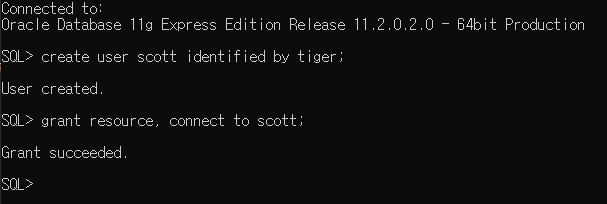 Connected to:
Oracle Database 11g Express Edition Release 11.2.0.2.0 - 64bit Production
SQL> create user scott identified by tiger;
User created.
SQL> grant resource, connect to scott;
Grant succeeded.
SQL>